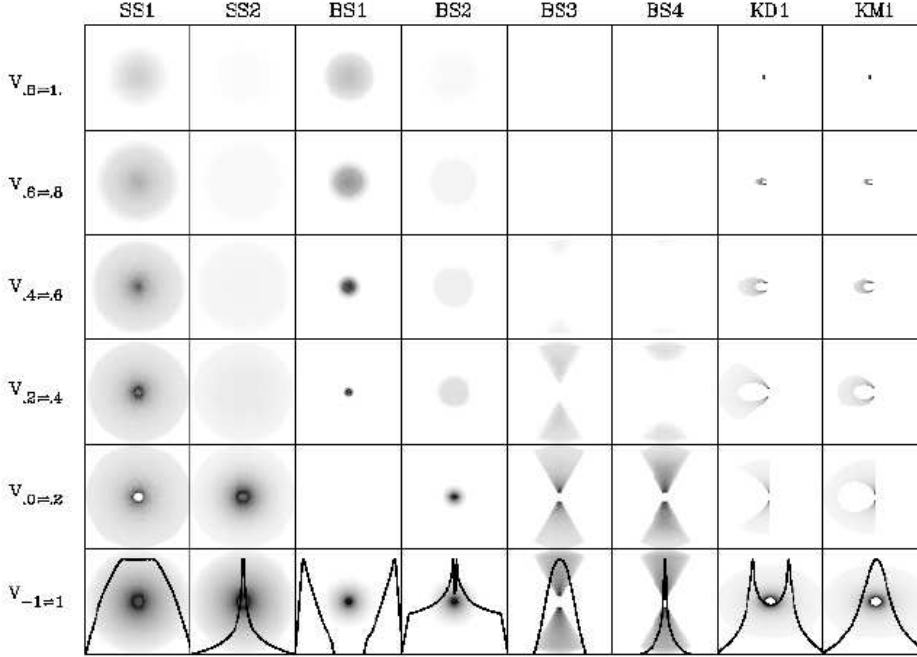 SS1 SS2 BS1 BS2 BS3 BS4 KD1 KM1
V.8=1.
V.6=.8
V.4=.6
V.2=.4
V.0=.2
V-1=1